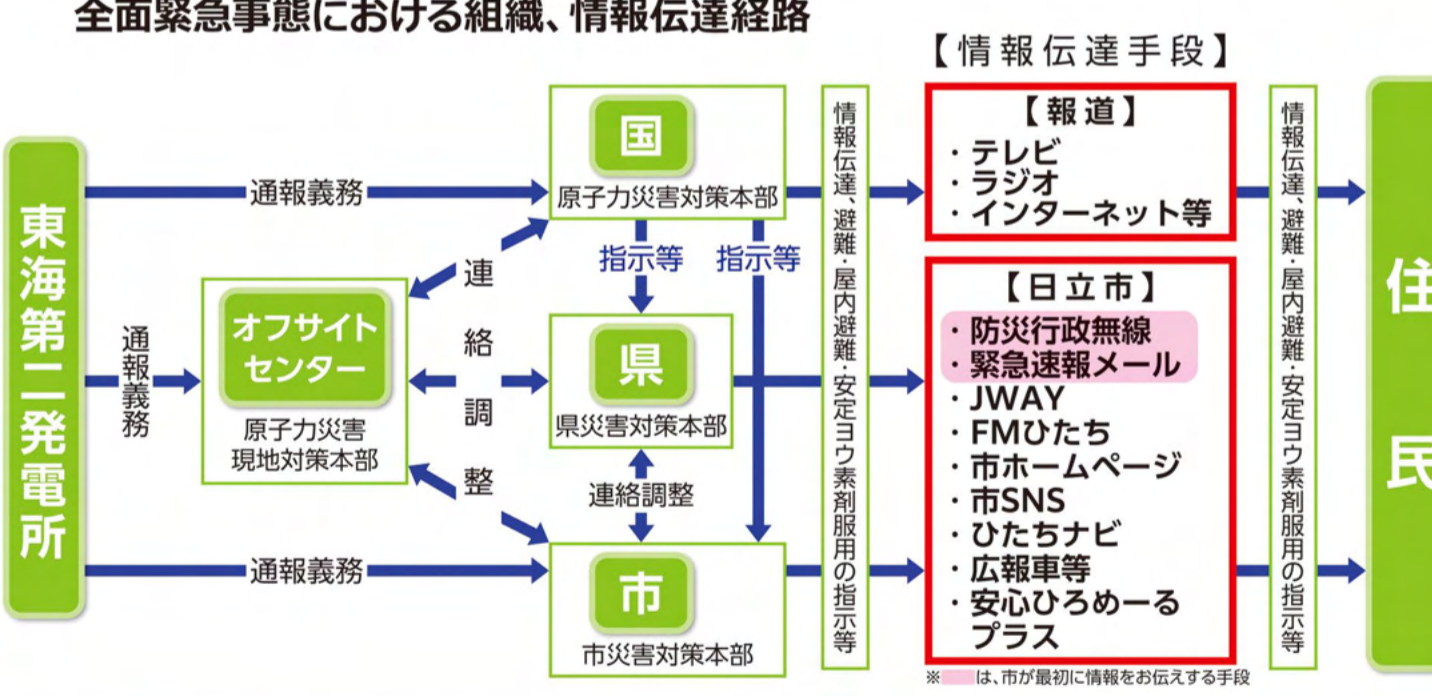 全面緊急事態における組織、情報伝達経路
【情報伝達手段】
東海第二発電所
通報義務
通報義務
通報義務
オフサイト
センター
原子力災害
現地対策本部
連絡調整
国
原子力災害対策本部
指示等
指示等
県
県災害対策本部
連絡調整
市
市災害対策本部
情報伝達、避難・屋内避難・安定ヨウ素剤服用の指示等
【報道】
・テレビ
・ラジオ
・インターネット等
【日立市】
・防災行政無線
・緊急速報メール
・JWAY
・FMひたち
・市ホームページ
・市SNS
・ひたちナビ
・広報車等
・安心ひろめーる
プラス
※は、市が最初に情報をお伝えする手段
情報伝達、避難・屋内避難・安定ヨウ素剤服用の指示等
住民